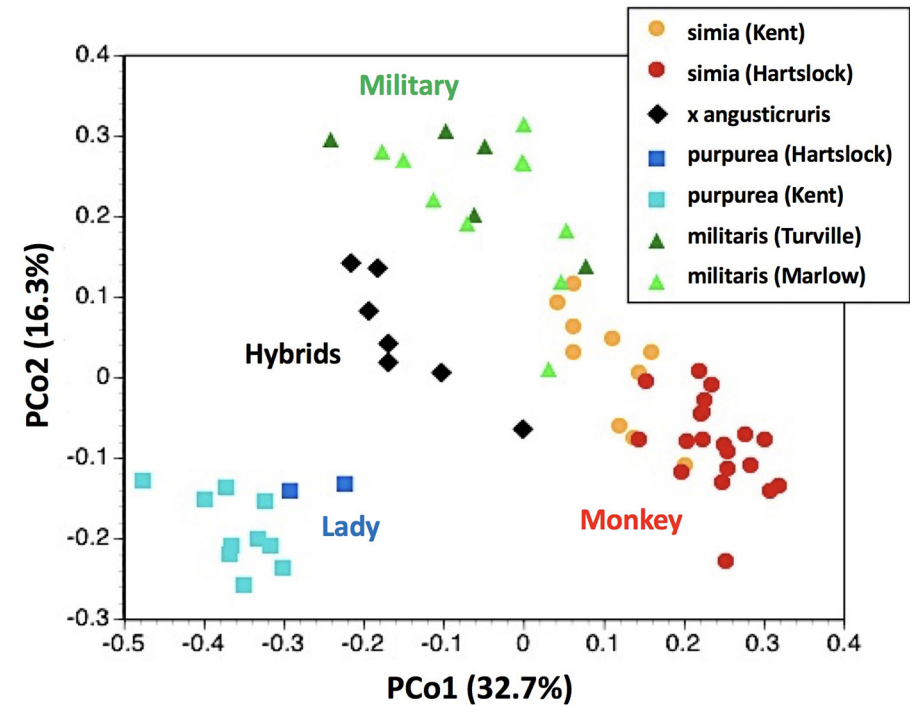 simia (Kent)
simia (Hartslock)
x angusticruris
purpurea (Hartslock)
purpurea (Kent)
militaris (Turville)
militaris (Marlow)
0.4
0.3
0.2
0.1
0
-0.1
-0.2
-0.3
PCo2 (16.3%)
Military
Hybrids
Lady
Monkey
-0.5 -0.4 -0.3 -0.2 -0.1 0 0.1 0.2 0.3 0.4
PCo1 (32.7%)